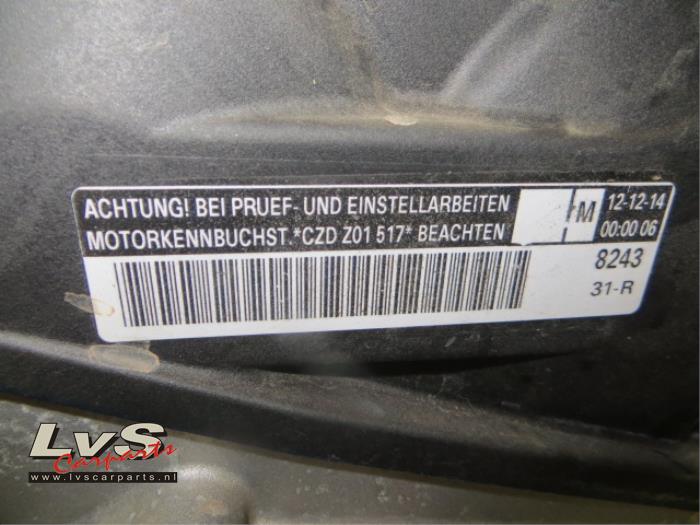 ACHTUNG! BEI PRUEF- UND EINSTELLARBEITEN
MOTORKENNBUCHST.*CZD Z01 517* BEACHTEN
M
12-12-14
00:00 06
8243
31-R
LvS
Carparts
www.lvscarparts.nl